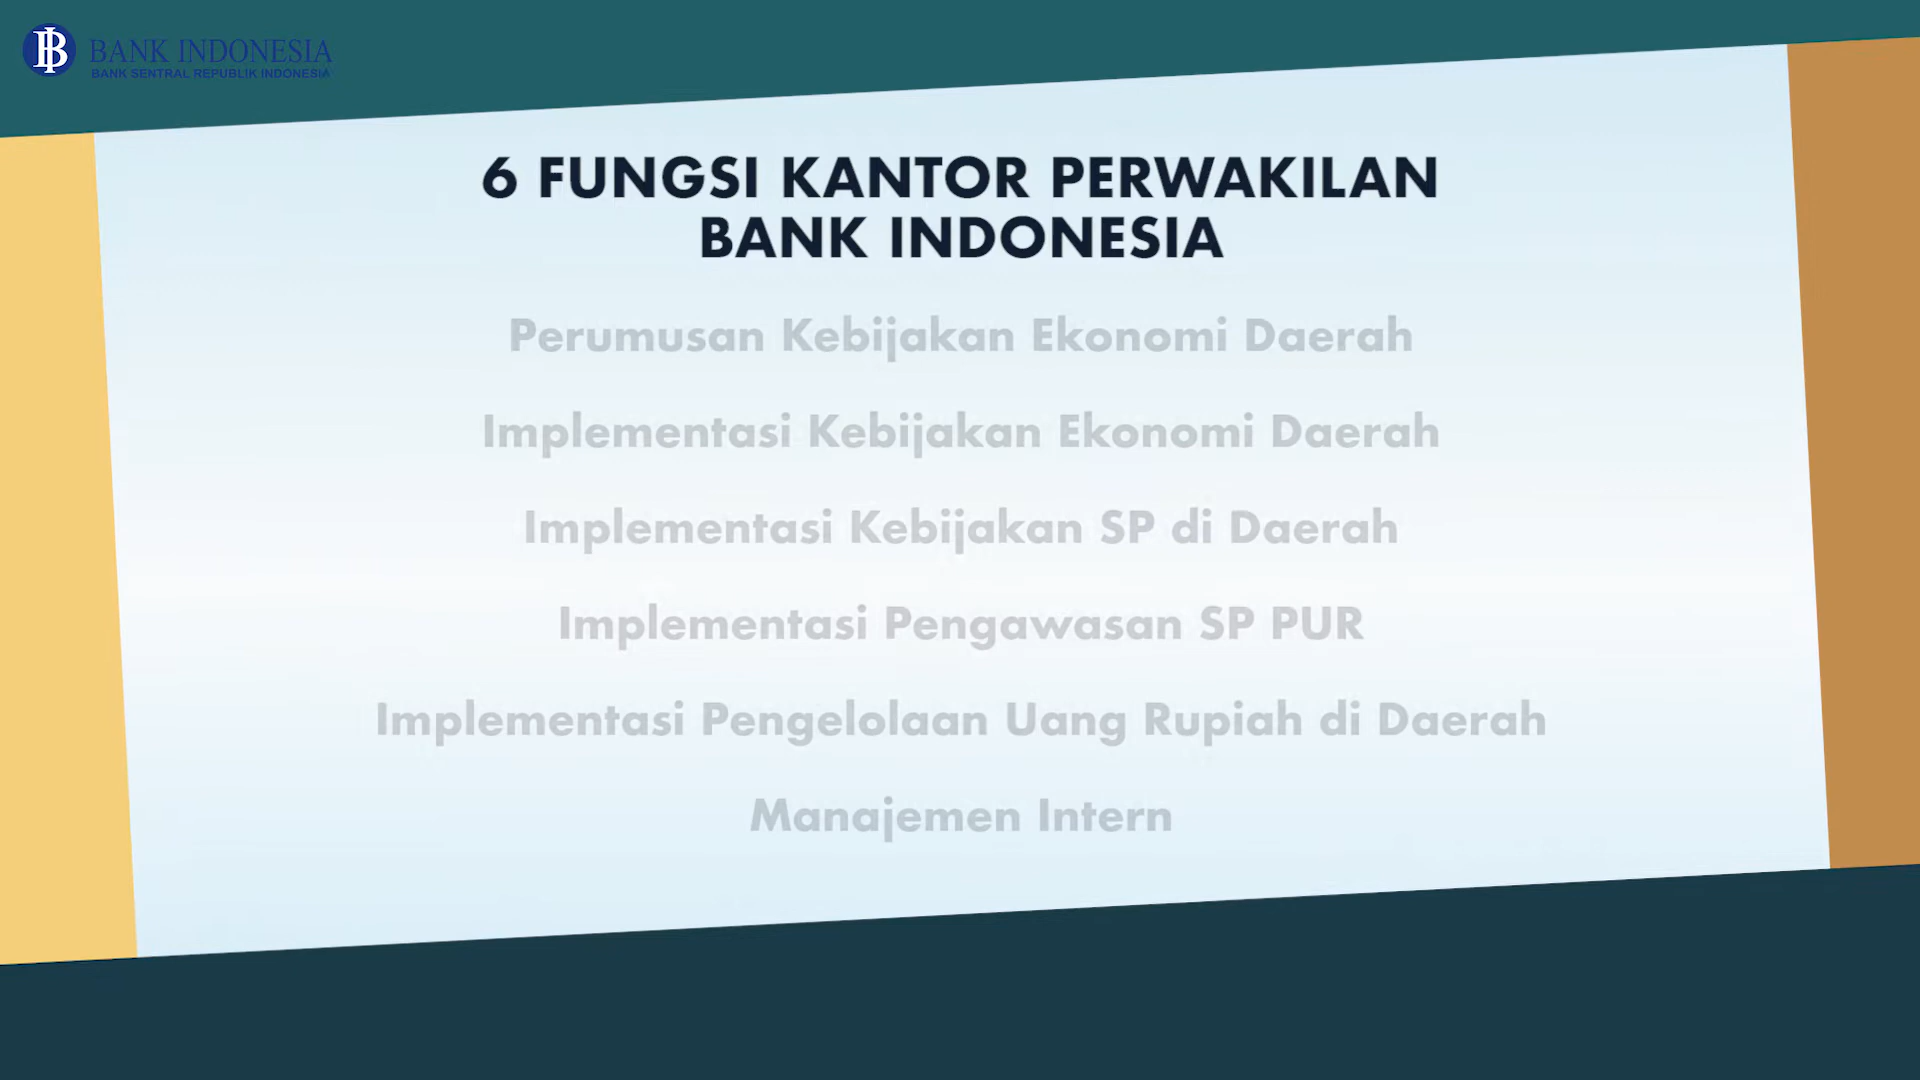 BANK INDONESIA
BANK SENTRAL REPUBLIK INDONESIA
6 FUNGSI KANTOR PERWAKILAN
BANK INDONESIA
Perumusan Kebijakan Ekonomi Daerah
Implementasi Kebijakan Ekonomi Daerah
Implementasi Kebijakan SP di Daerah
Implementasi Pengawasan SP PUR
Implementasi Pengelolaan Uang Rupiah di Daerah
Manajemen Intern